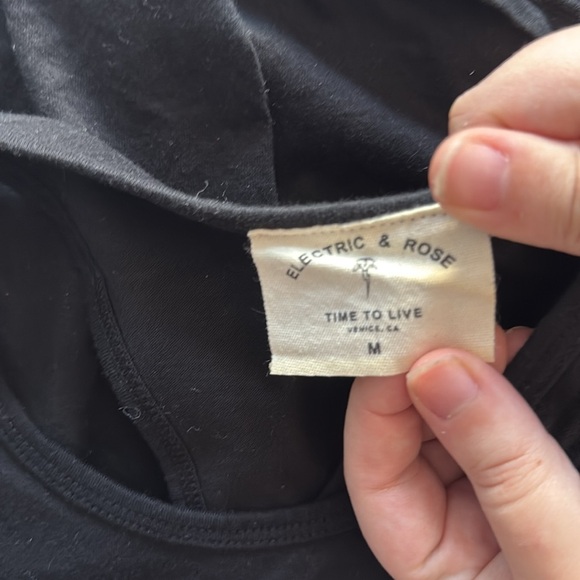 ELECTRIC & ROSE
TIME TO LIVE
VENICE, CA
M